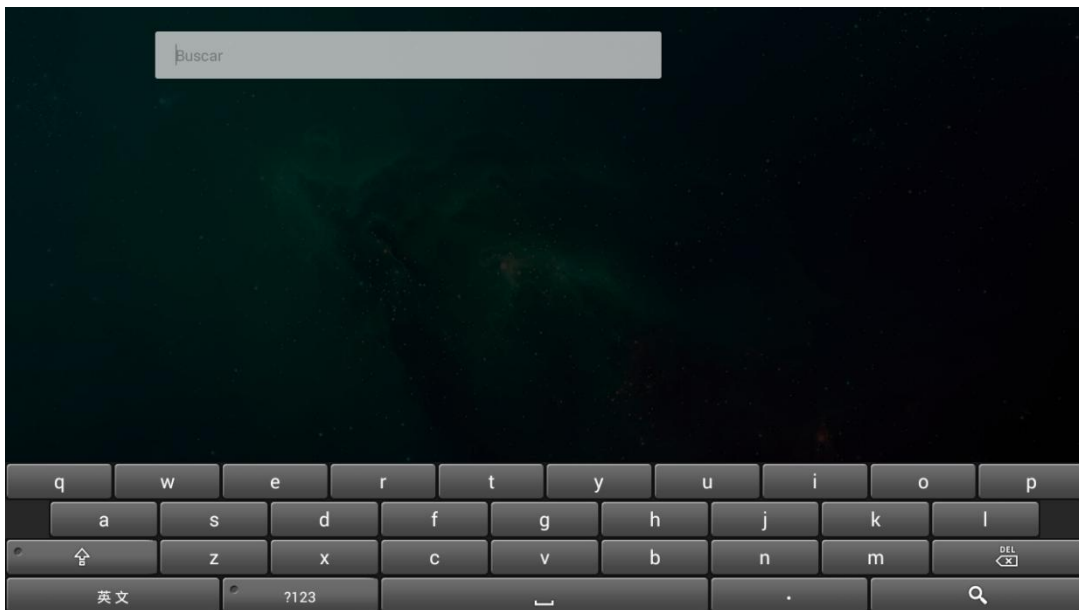 Buscar
q w e r t y u i o p
a s d f g h j k l
z x c v b n m DEL
英文 ?123 .